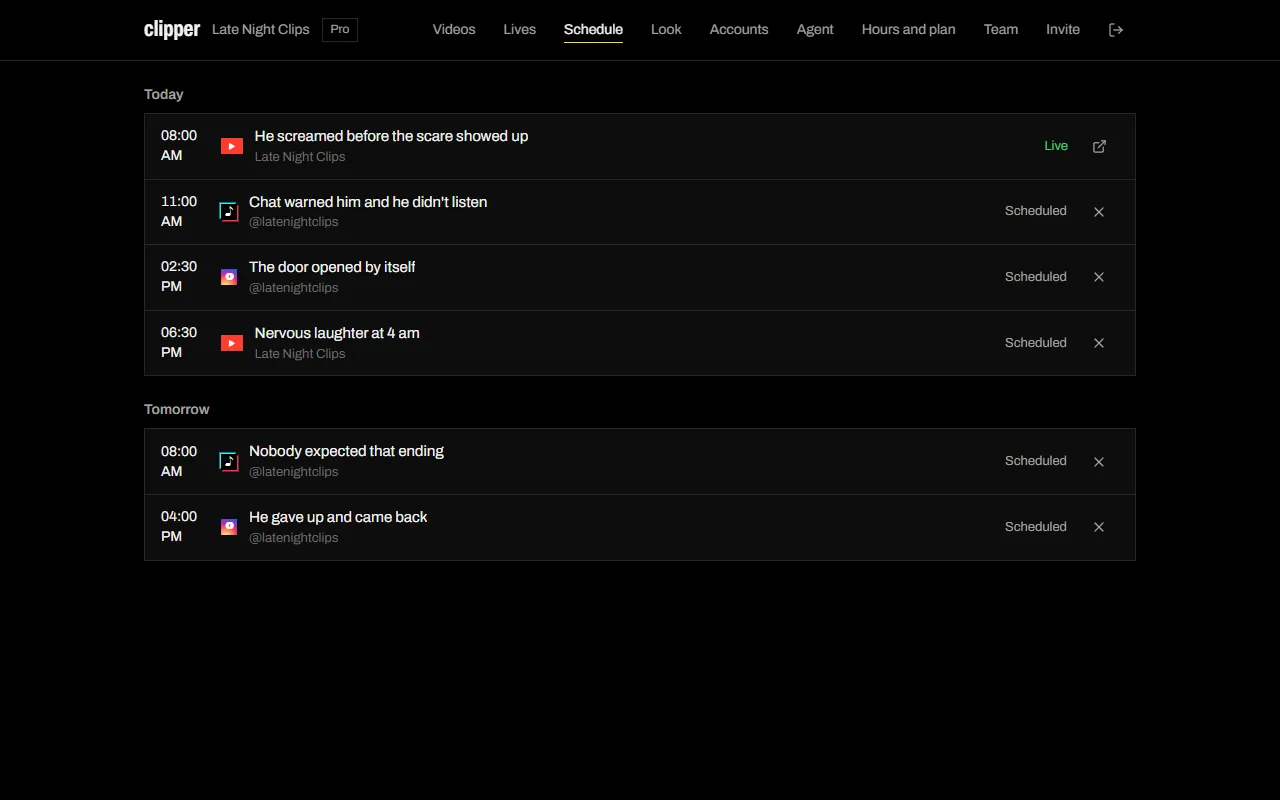 clipper Late Night Clips Pro Videos Lives Schedule Look Accounts Agent Hours and plan Team Invite
Today
08:00 AM
He screamed before the scare showed up
Late Night Clips
Live
11:00 AM
Chat warned him and he didn't listen
@latenightclips
Scheduled
02:30 PM
The door opened by itself
@latenightclips
Scheduled
06:30 PM
Nervous laughter at 4 am
Late Night Clips
Scheduled
Tomorrow
08:00 AM
Nobody expected that ending
@latenightclips
Scheduled
04:00 PM
He gave up and came back
@latenightclips
Scheduled